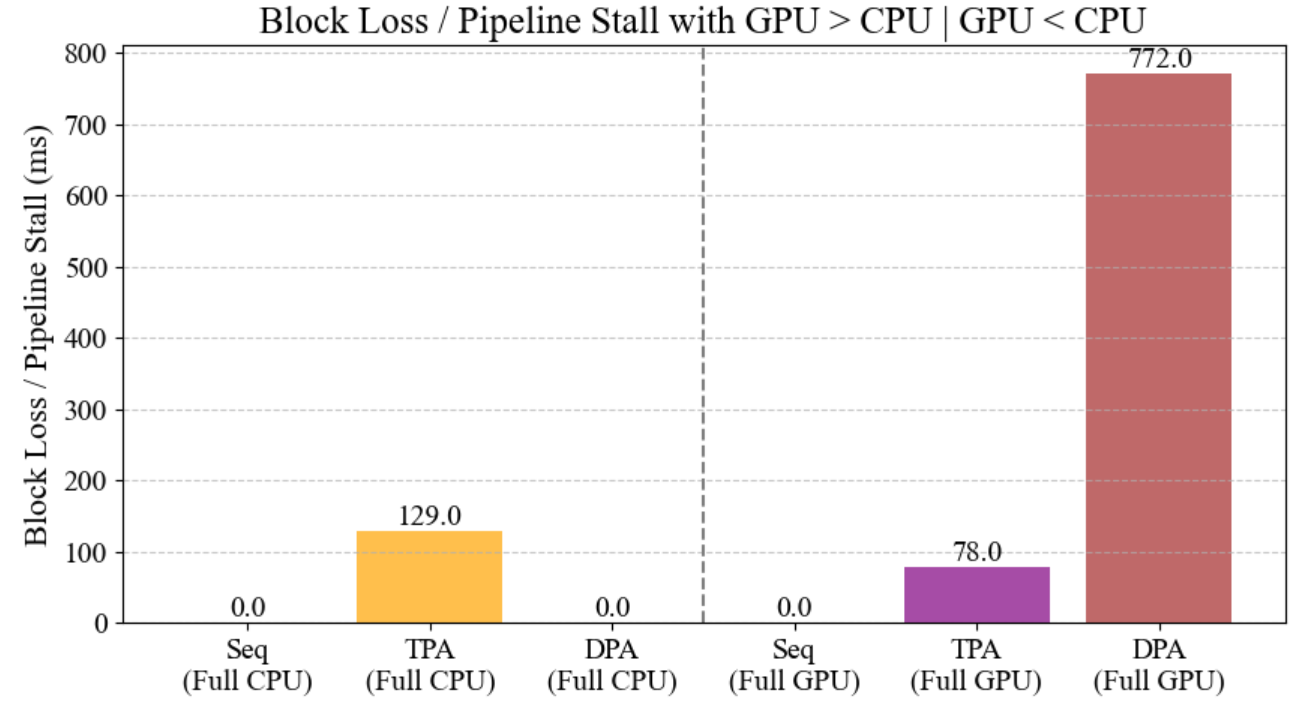 Block Loss / Pipeline Stall with GPU > CPU | GPU < CPU
Block Loss / Pipeline Stall (ms)
800
700
600
500
400
300
200
100
0
0.0
129.0
0.0
0.0
78.0
772.0
Seq
(Full CPU)
TPA
(Full CPU)
DPA
(Full CPU)
Seq
(Full GPU)
TPA
(Full GPU)
DPA
(Full GPU)